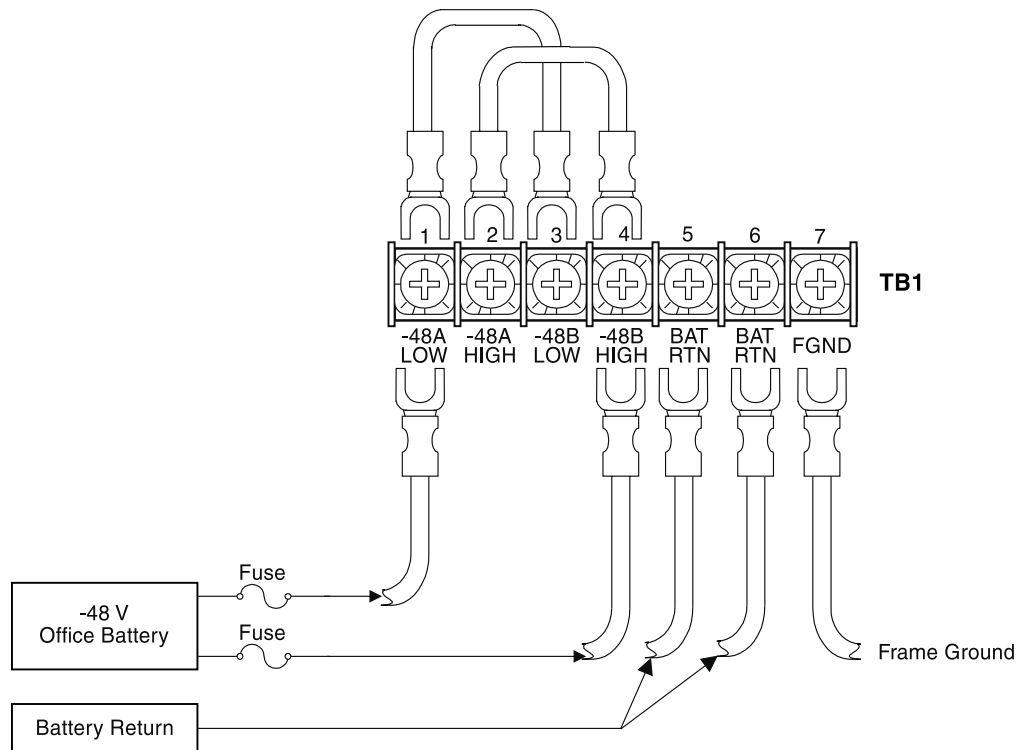 1 2 3 4 5 6 7
TB1
-48A -48A -48B -48B BAT BAT FGND
LOW HIGH LOW HIGH RTN RTN
Fuse
-48 V
Office Battery
Fuse
Frame Ground
Battery Return